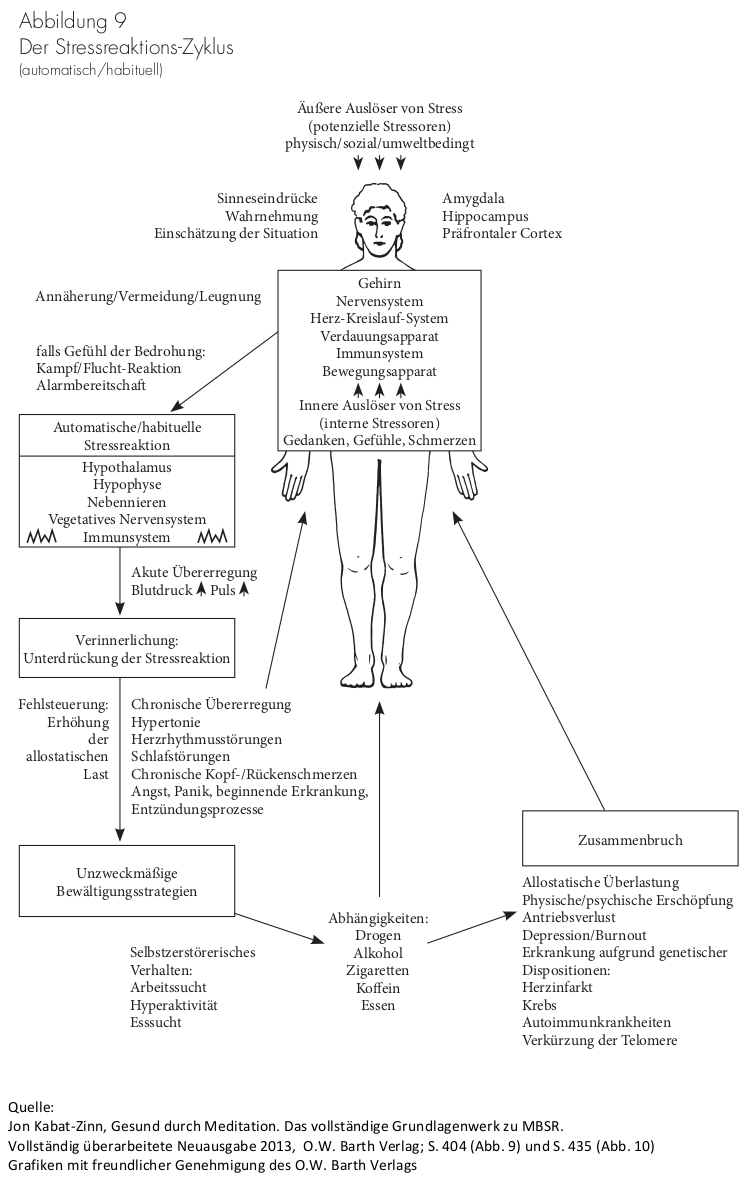 Abbildung 9
Der Stressreaktions-Zyklus
(automatisch/habituell)
Äußere Auslöser von Stress
(potenzielle Stressoren)
physisch/sozial/umweltbedingt
Sinneseindrücke
Wahrnehmung
Einschätzung der Situation
Amygdala
Hippocampus
Präfrontaler Cortex
Annäherung/Vermeidung/Leugnung
Gehirn
Nervensystem
Herz-Kreislauf-System
Verdauungsapparat
Immunsystem
Bewegungsapparat
Innere Auslöser von Stress
(interne Stressoren)
Gedanken, Gefühle, Schmerzen
falls Gefühl der Bedrohung:
Kampf/Flucht-Reaktion
Alarmbereitschaft
Automatische/habituelle
Stressreaktion
Hypothalamus
Hypophyse
Nebennieren
Vegetatives Nervensystem
Immunsystem
Akute Übererregung
Blutdruck Puls
Verinnerlichung:
Unterdrückung der Stressreaktion
Fehlsteuerung:
Erhöhung
der
allostatischen
Last
Chronische Übererregung
Hypertonie
Herzrhythmusstörungen
Schlafstörungen
Chronische Kopf-/Rückenschmerzen
Angst, Panik, beginnende Erkrankung,
Entzündungsprozesse
Unzweckmäßige
Bewältigungsstrategien
Selbstzerstörerisches
Verhalten:
Arbeitssucht
Hyperaktivität
Esssucht
Abhängigkeiten:
Drogen
Alkohol
Zigaretten
Koffein
Essen
Zusammenbruch
Allostatische Überlastung
Physische/psychische Erschöpfung
Antriebsverlust
Depression/Burnout
Erkrankung aufgrund genetischer
Dispositionen:
Herzinfarkt
Krebs
Autoimmunkrankheiten
Verkürzung der Telomere
Quelle:
Jon Kabat-Zinn, Gesund durch Meditation. Das vollständige Grundlagenwerk zu MBSR.
Vollständig überarbeitete Neuausgabe 2013, O.W. Barth Verlag; S. 404 (Abb. 9) und S. 435 (Abb. 10)
Grafiken mit freundlicher Genehmigung des O.W. Barth Verlags